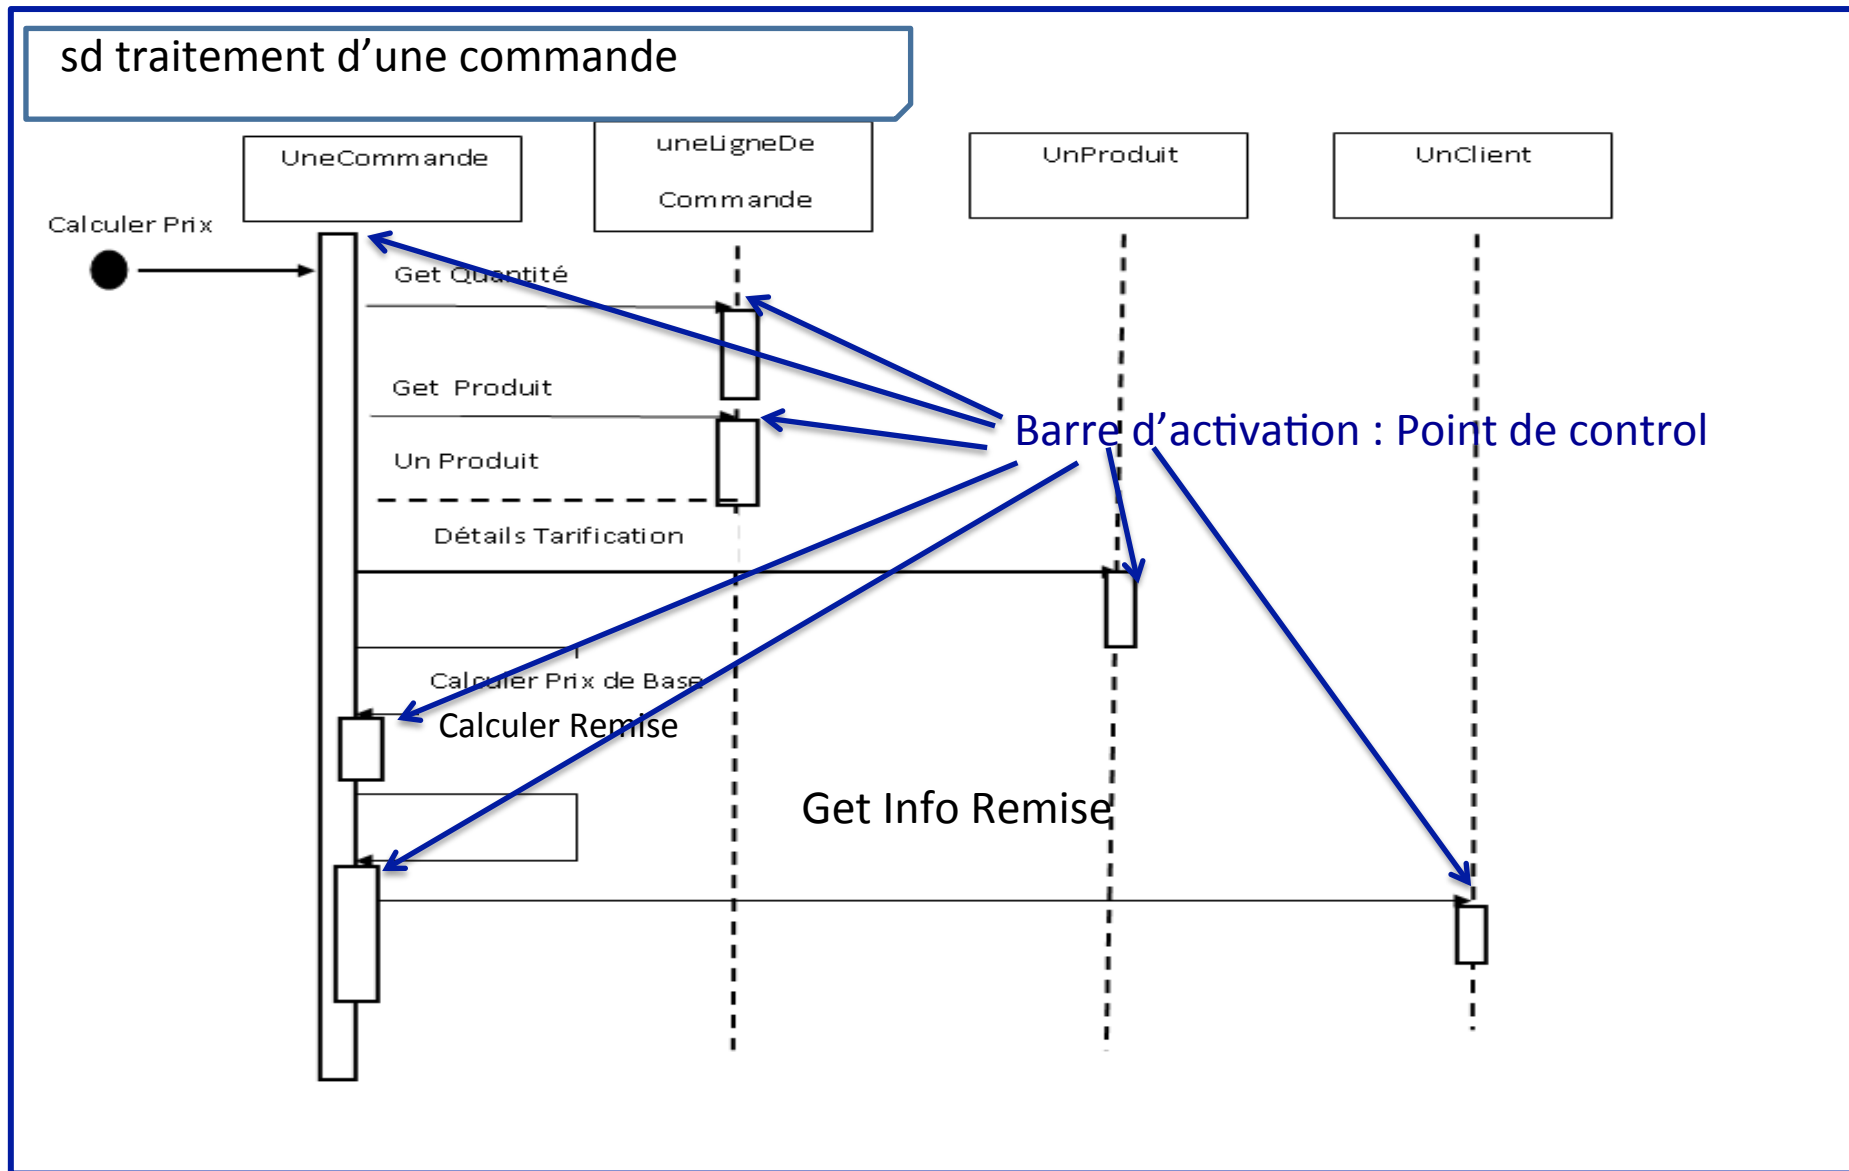 sd traitement d’une commande
UneCommande
uneLigneDe
Commande
UnProduit
UnClient
Calculer Prix
Get Quantité
Get Produit
Barre d’activation : Point de control
Un Produit
Détails Tarification
Calculer Prix de Base
Calculer Remise
Get Info Remise